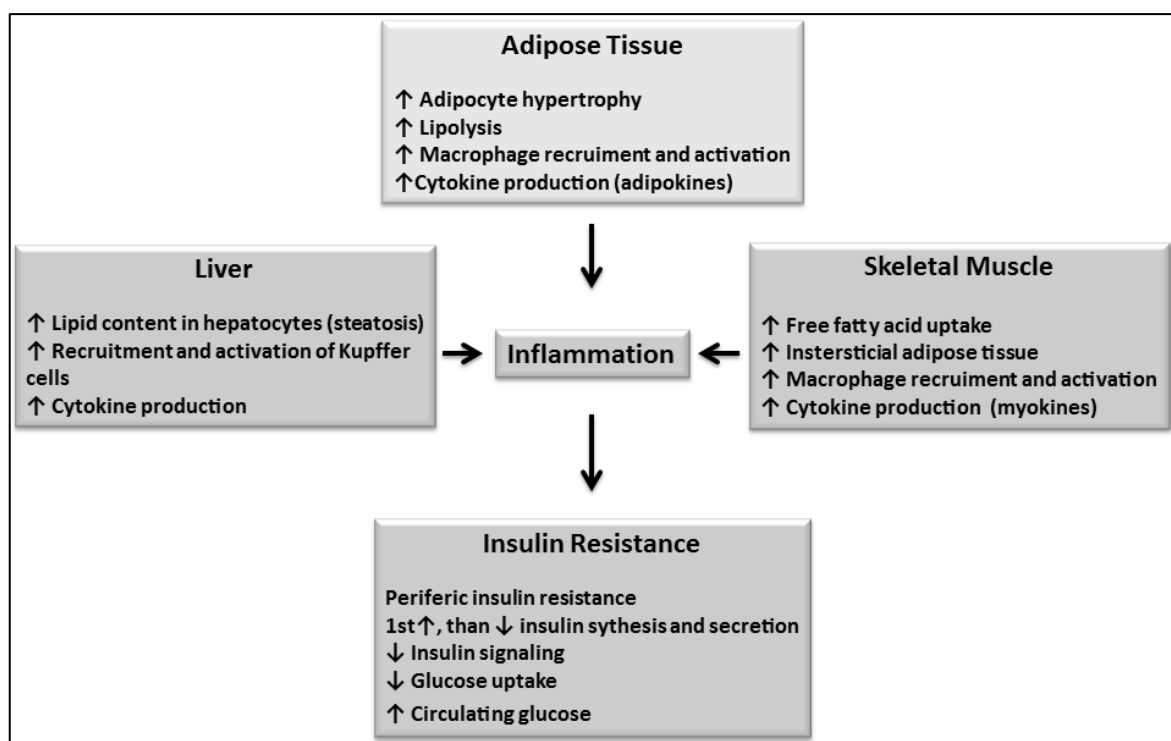 Adipose Tissue
↑ Adipocyte hypertrophy
↑ Lipolysis
↑ Macrophage recruiment and activation
↑Cytokine production (adipokines)
Liver
↑ Lipid content in hepatocytes (steatosis)
↑ Recruitment and activation of Kupffer
cells
↑ Cytokine production
Inflammation
Skeletal Muscle
↑ Free fatty acid uptake
↑ Instersticial adipose tissue
↑ Macrophage recruiment and activation
↑ Cytokine production (myokines)
Insulin Resistance
Periferic insulin resistance
1st↑, than ↓ insulin sythesis and secretion
↓ Insulin signaling
↓ Glucose uptake
↑ Circulating glucose